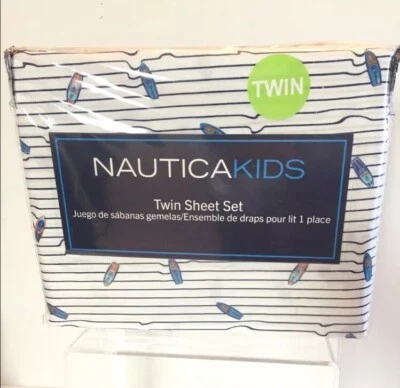 TWIN
NAUTICAKIDS
Twin Sheet Set
Juego de sábanas gemelas/Ensemble de draps pour lit 1 place